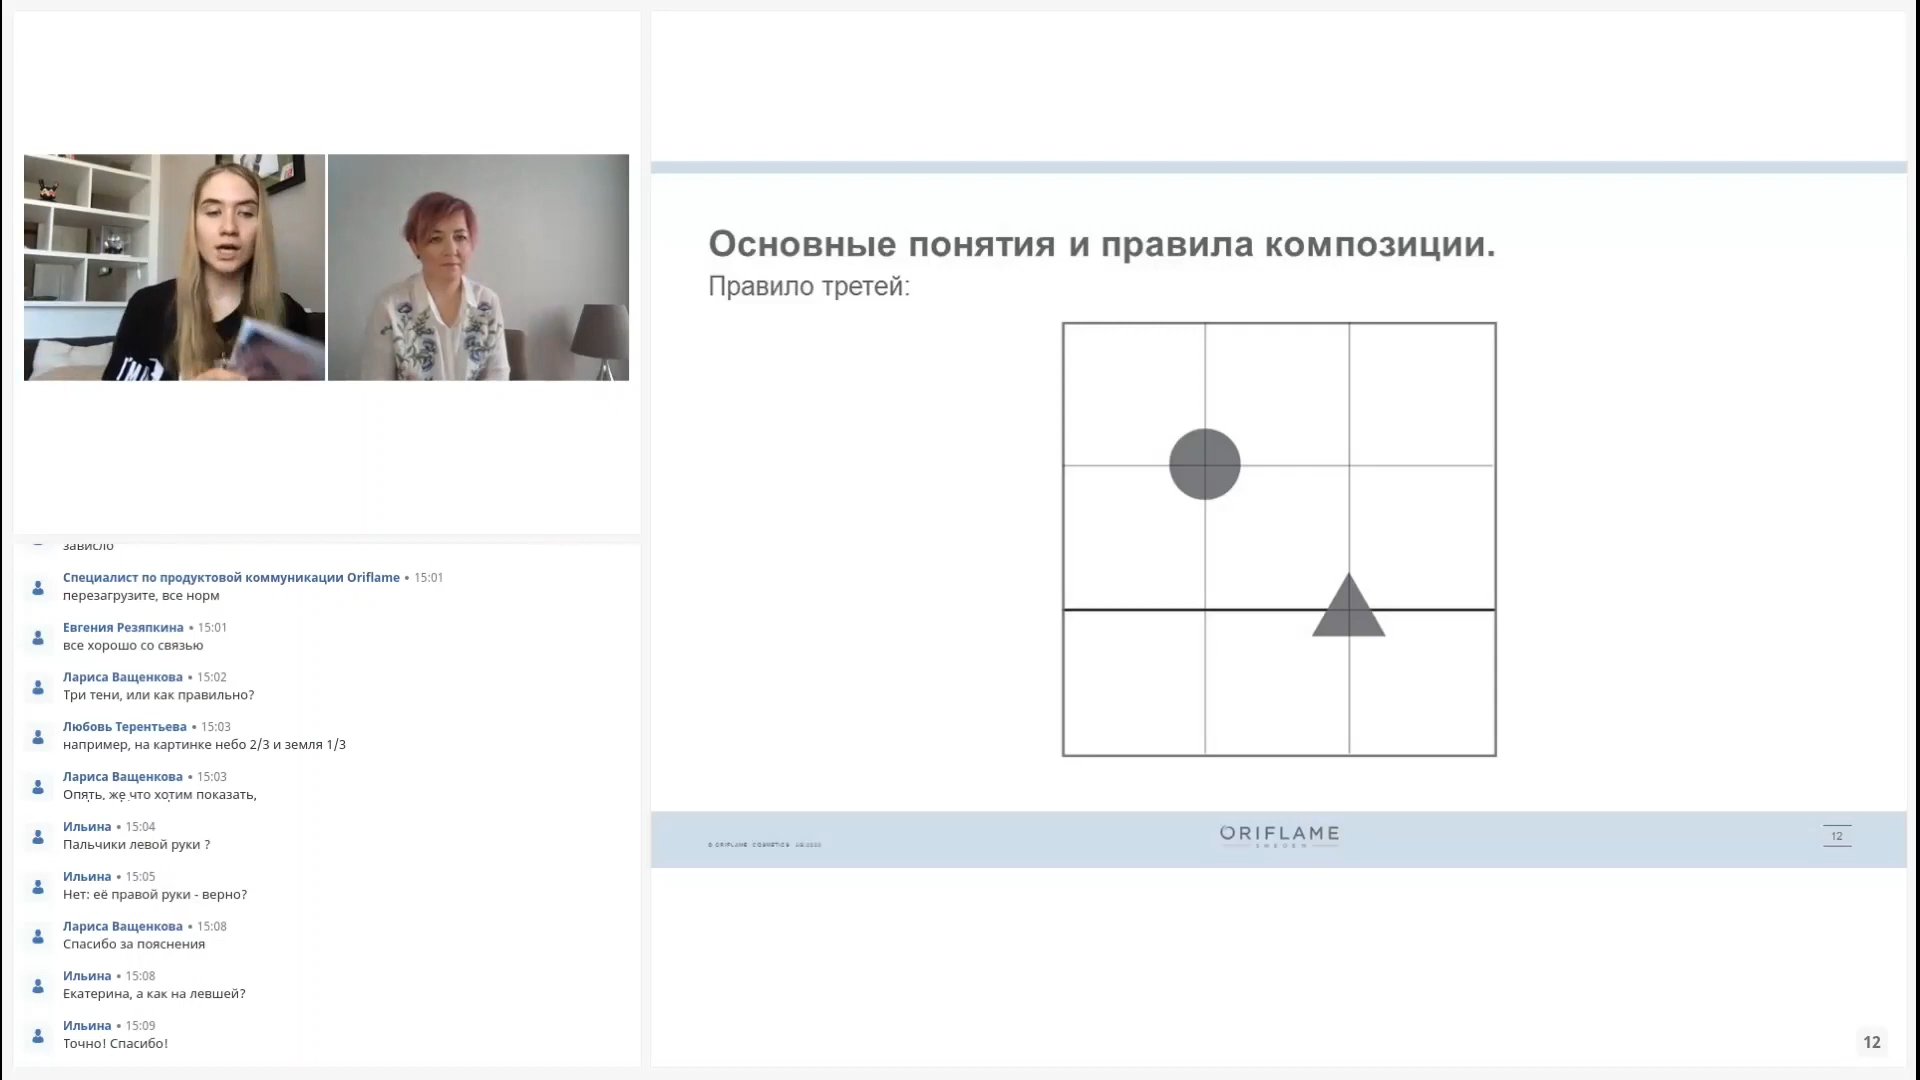 зависло
Специалист по продуктовой коммуникации Oriflame • 15:01
перезагрузите, все норм
Евгения Резяпкина • 15:01
все хорошо со связью
Лариса Ващенкова • 15:02
Три тени, или как правильно?
Любовь Терентьева • 15:03
например, на картинке небо 2/3 и земля 1/3
Лариса Ващенкова • 15:03
Опять, же что хотим показать,
Ильина • 15:04
Пальчики левой руки ?
Ильина • 15:05
Нет: её правой руки - верно?
Лариса Ващенкова • 15:08
Спасибо за пояснения
Ильина • 15:08
Екатерина, а как на левшей?
Ильина • 15:09
Точно! Спасибо!
Основные понятия и правила композиции.
Правило третей:
© ORIFLAME COSMETICS
ORIFLAME
SWEDEN
12
12